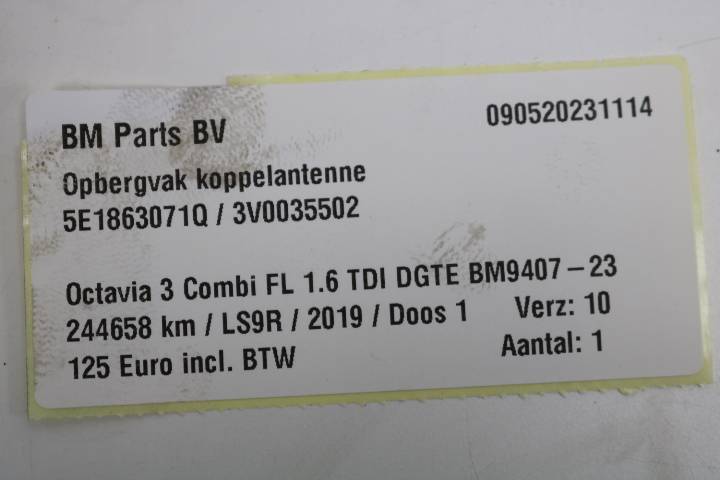 BM Parts BV 090520231114
Opbergvak koppelantenne
5E1863071Q / 3V0035502
Octavia 3 Combi FL 1.6 TDI DGTE BM9407-23
244658 km / LS9R / 2019 / Doos 1 Verz: 10
125 Euro incl. BTW Aantal: 1